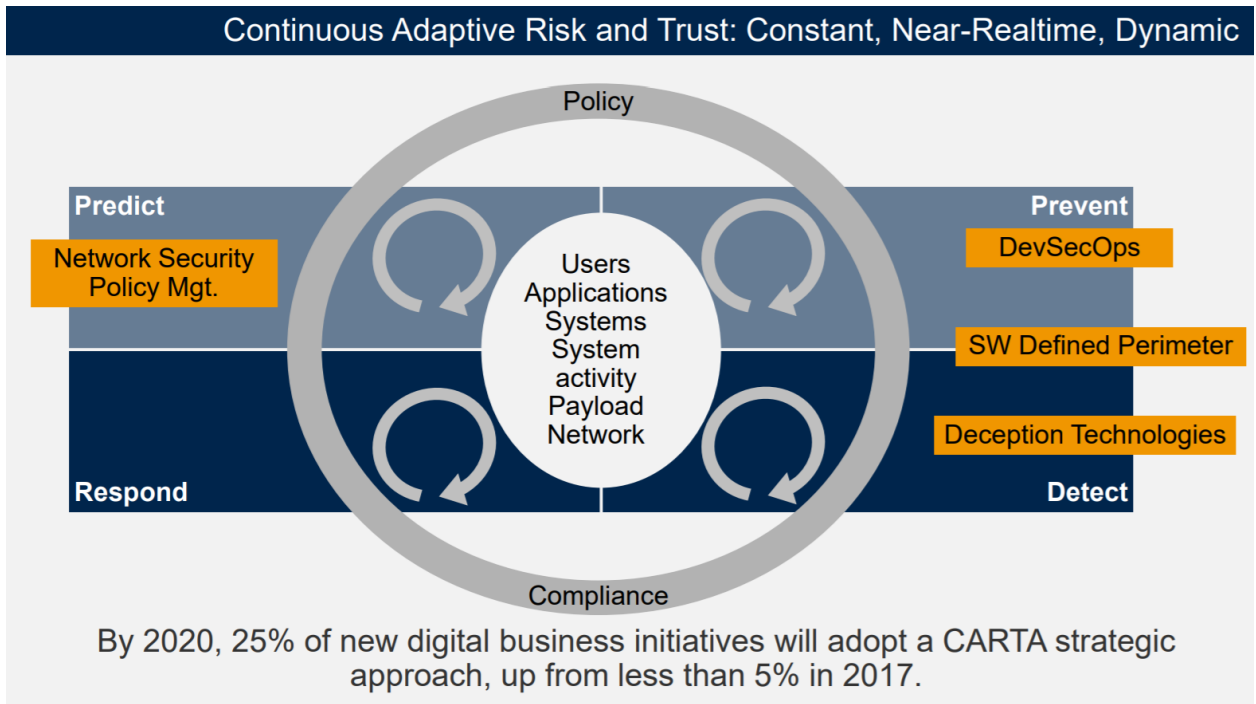 Continuous Adaptive Risk and Trust: Constant, Near-Realtime, Dynamic
Policy
Predict
Prevent
Network Security
Policy Mgt.
DevSecOps
Users
Applications
Systems
System
activity
Payload
Network
SW Defined Perimeter
Deception Technologies
Respond
Detect
Compliance
By 2020, 25% of new digital business initiatives will adopt a CARTA strategic
approach, up from less than 5% in 2017.